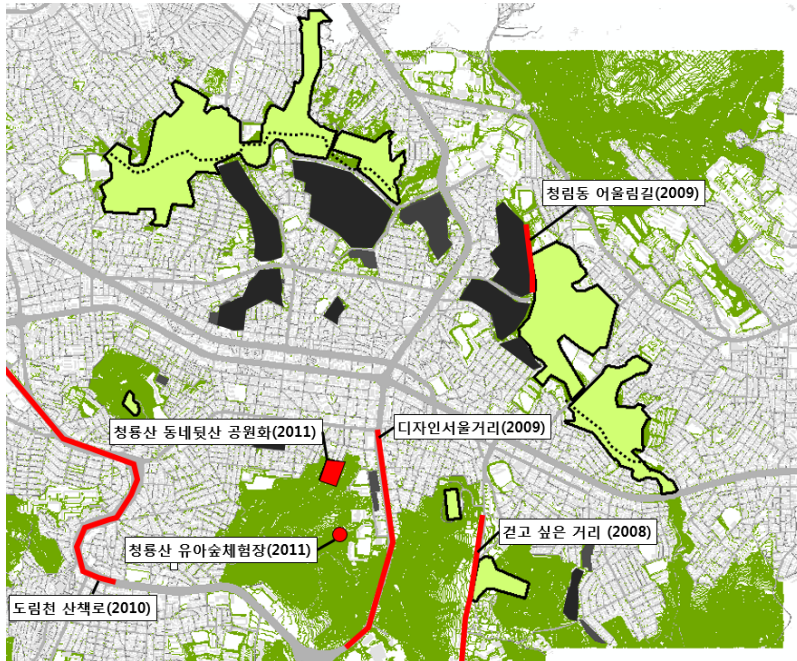 청림동 어울림길(2009)
청룡산 동네뒷산 공원화(2011)
디자인서울거리(2009)
걷고 싶은 거리 (2008)
청룡산 유아숲체험장(2011)
도림천 산책로(2010)